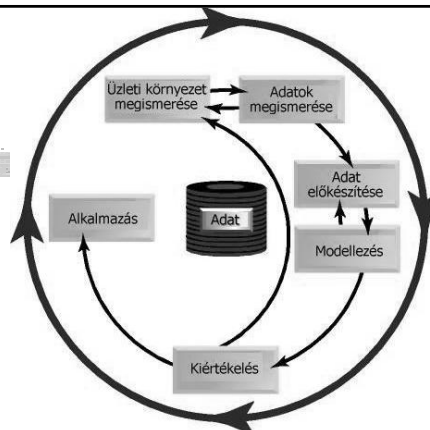 Üzleti környezet
megismerése
Adatok
megismerése
Adat
előkészítése
Modellezés
Kiértékelés
Alkalmazás
Adat